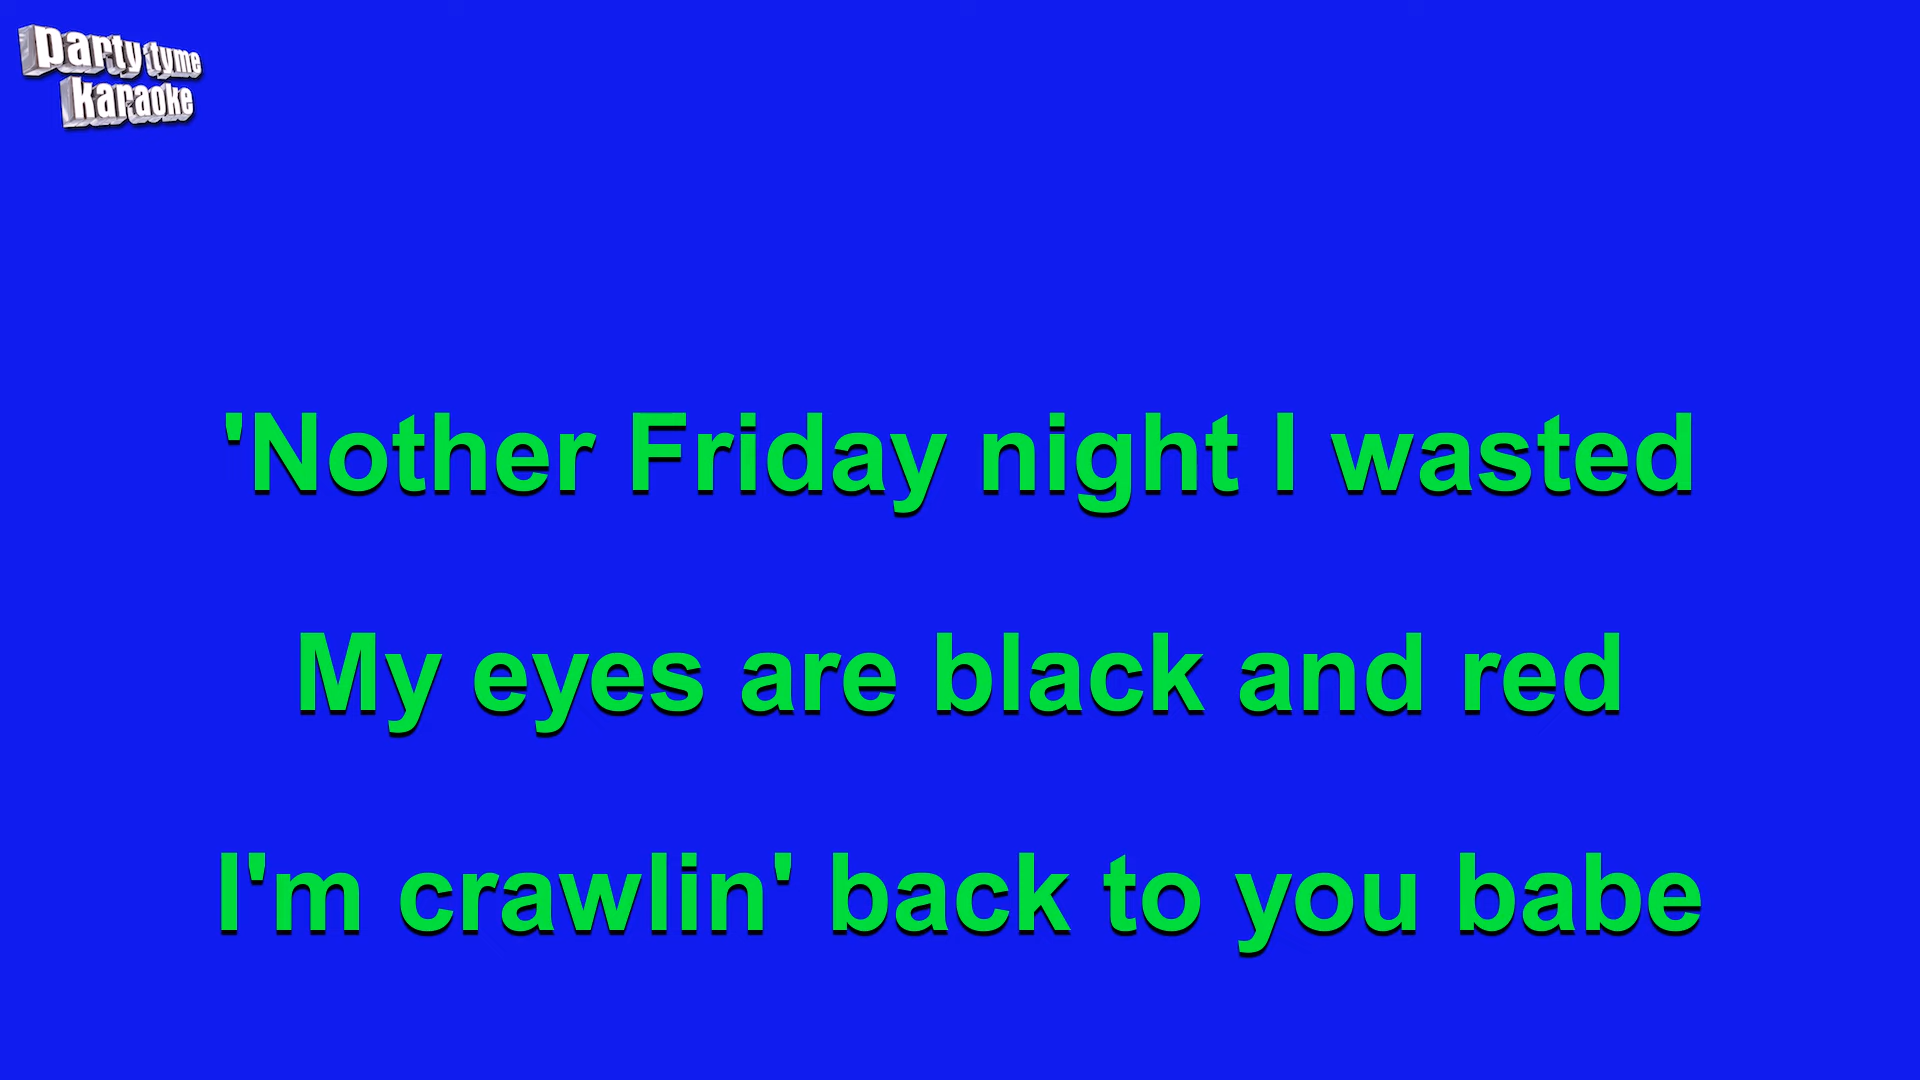 party tyme
karaoke
'Nother Friday night I wasted
My eyes are black and red
I'm crawlin' back to you babe